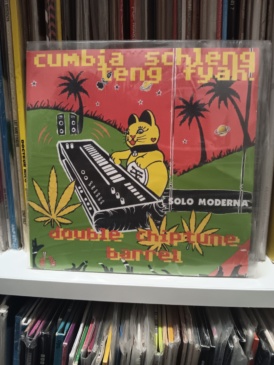 cumbia schleng
teng fyah
SOLO MODERNA
double chiptune
barrel